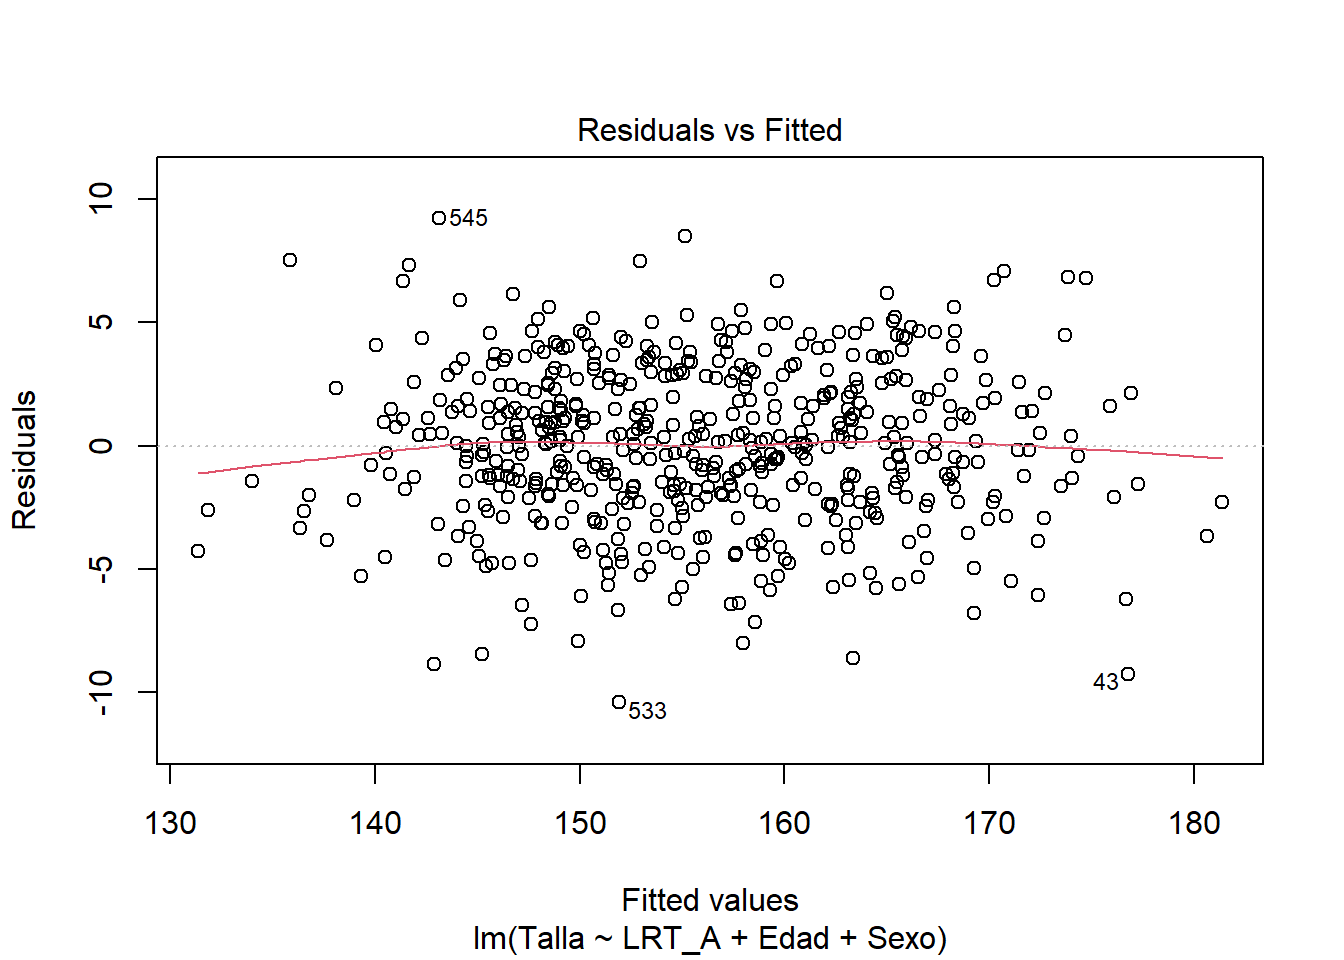 Residuals vs Fitted
Residuals
10
5
0
-5
-10
545
533
43
130 140 150 160 170 180
Fitted values
lm(Talla ~ LRT_A + Edad + Sexo)